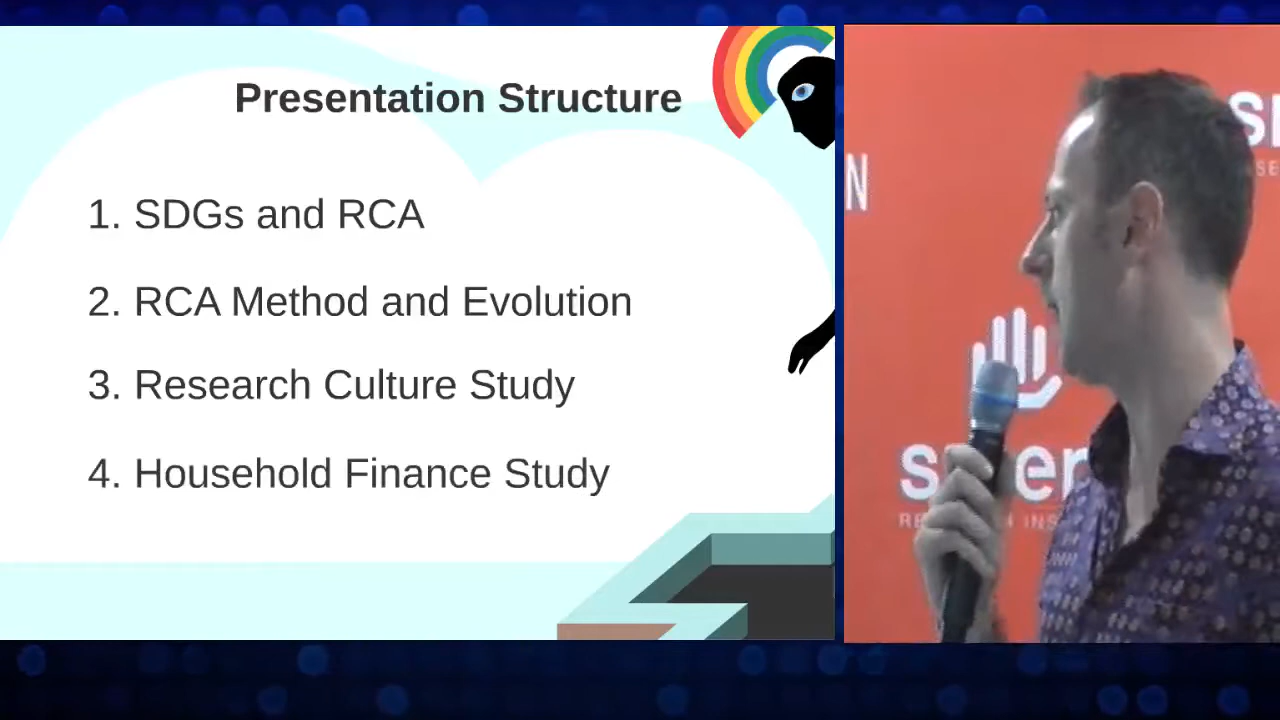 Presentation Structure
1. SDGs and RCA
2. RCA Method and Evolution
3. Research Culture Study
4. Household Finance Study